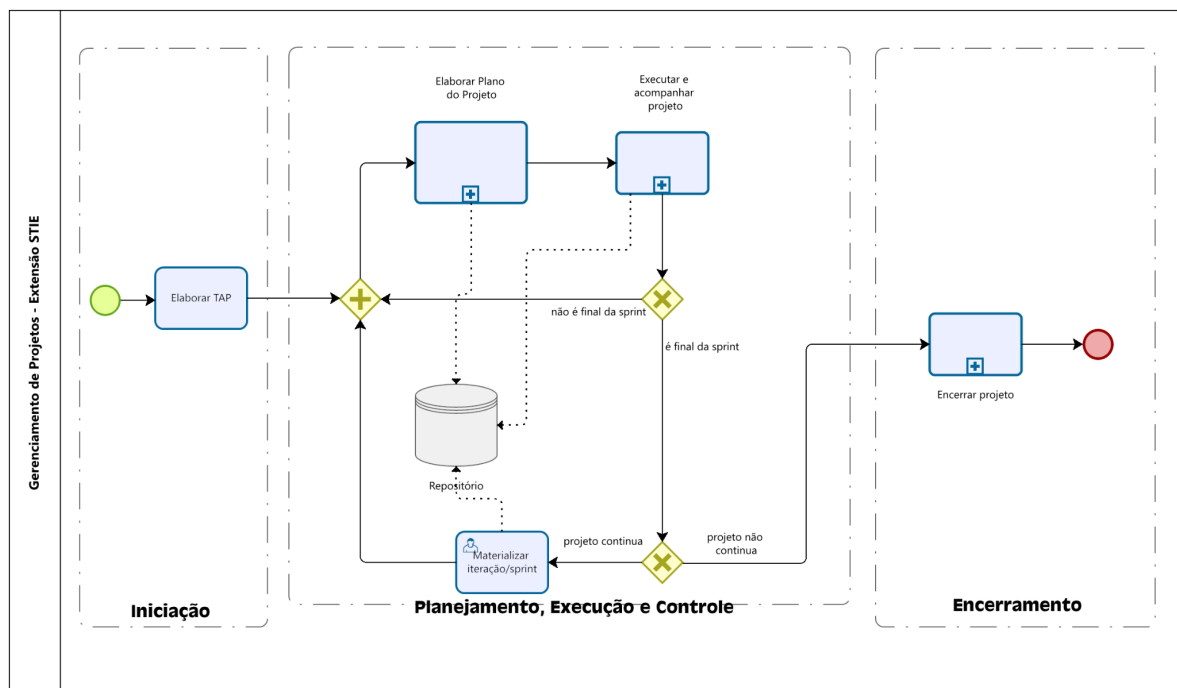 Gerenciamento de Projetos - Extensão STIE
Elaborar TAP
Iniciação
Elaborar Plano
do Projeto
Executar e
acompanhar
projeto
não é final da sprint
é final da sprint
Repositório
Materializar
iteração/sprint
projeto continua
projeto não
continua
Planejamento, Execução e Controle
Encerrar projeto
Encerramento